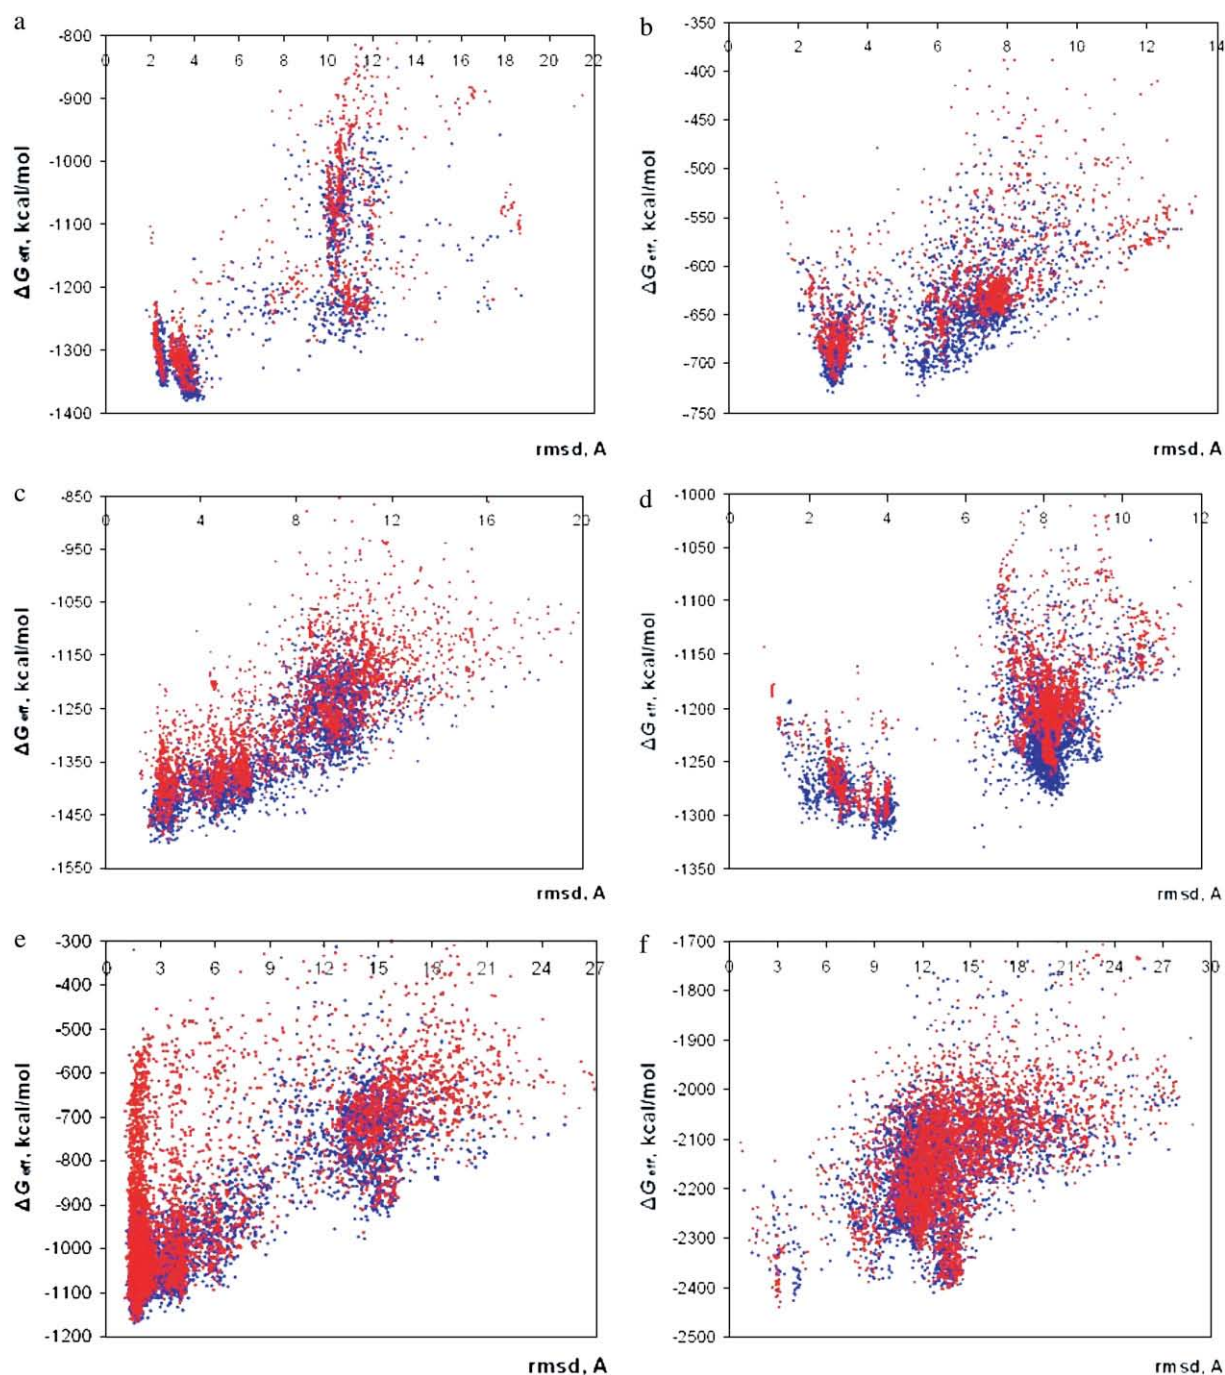 a
-800
0 2 4 6 8 10 12 14 16 18 20 22
-900
-1000
-1100
-1200
-1300
-1400
ΔG eff, kcal/mol
rmsd, A
b
-350
0 2 4 6 8 10 12 14
-400
-450
-500
-550
-600
-650
-700
-750
ΔG eff, kcal/mol
rmsd, A
c
-850
0 4 8 12 16 20
-950
-1050
-1150
-1250
-1350
-1450
-1550
ΔG eff, kcal/mol
rmsd, A
d
-1000
0 2 4 6 8 10 12
-1050
-1100
-1150
-1200
-1250
-1300
-1350
ΔG eff, kcal/mol
rmsd, A
e
-300
0 3 6 9 12 15 18 21 24 27
-400
-500
-600
-700
-800
-900
-1000
-1100
-1200
ΔG eff, kcal/mol
rmsd, A
f
-1700
0 3 6 9 12 15 18 21 24 27 30
-1800
-1900
-2000
-2100
-2200
-2300
-2400
-2500
ΔG eff, kcal/mol
rmsd, A